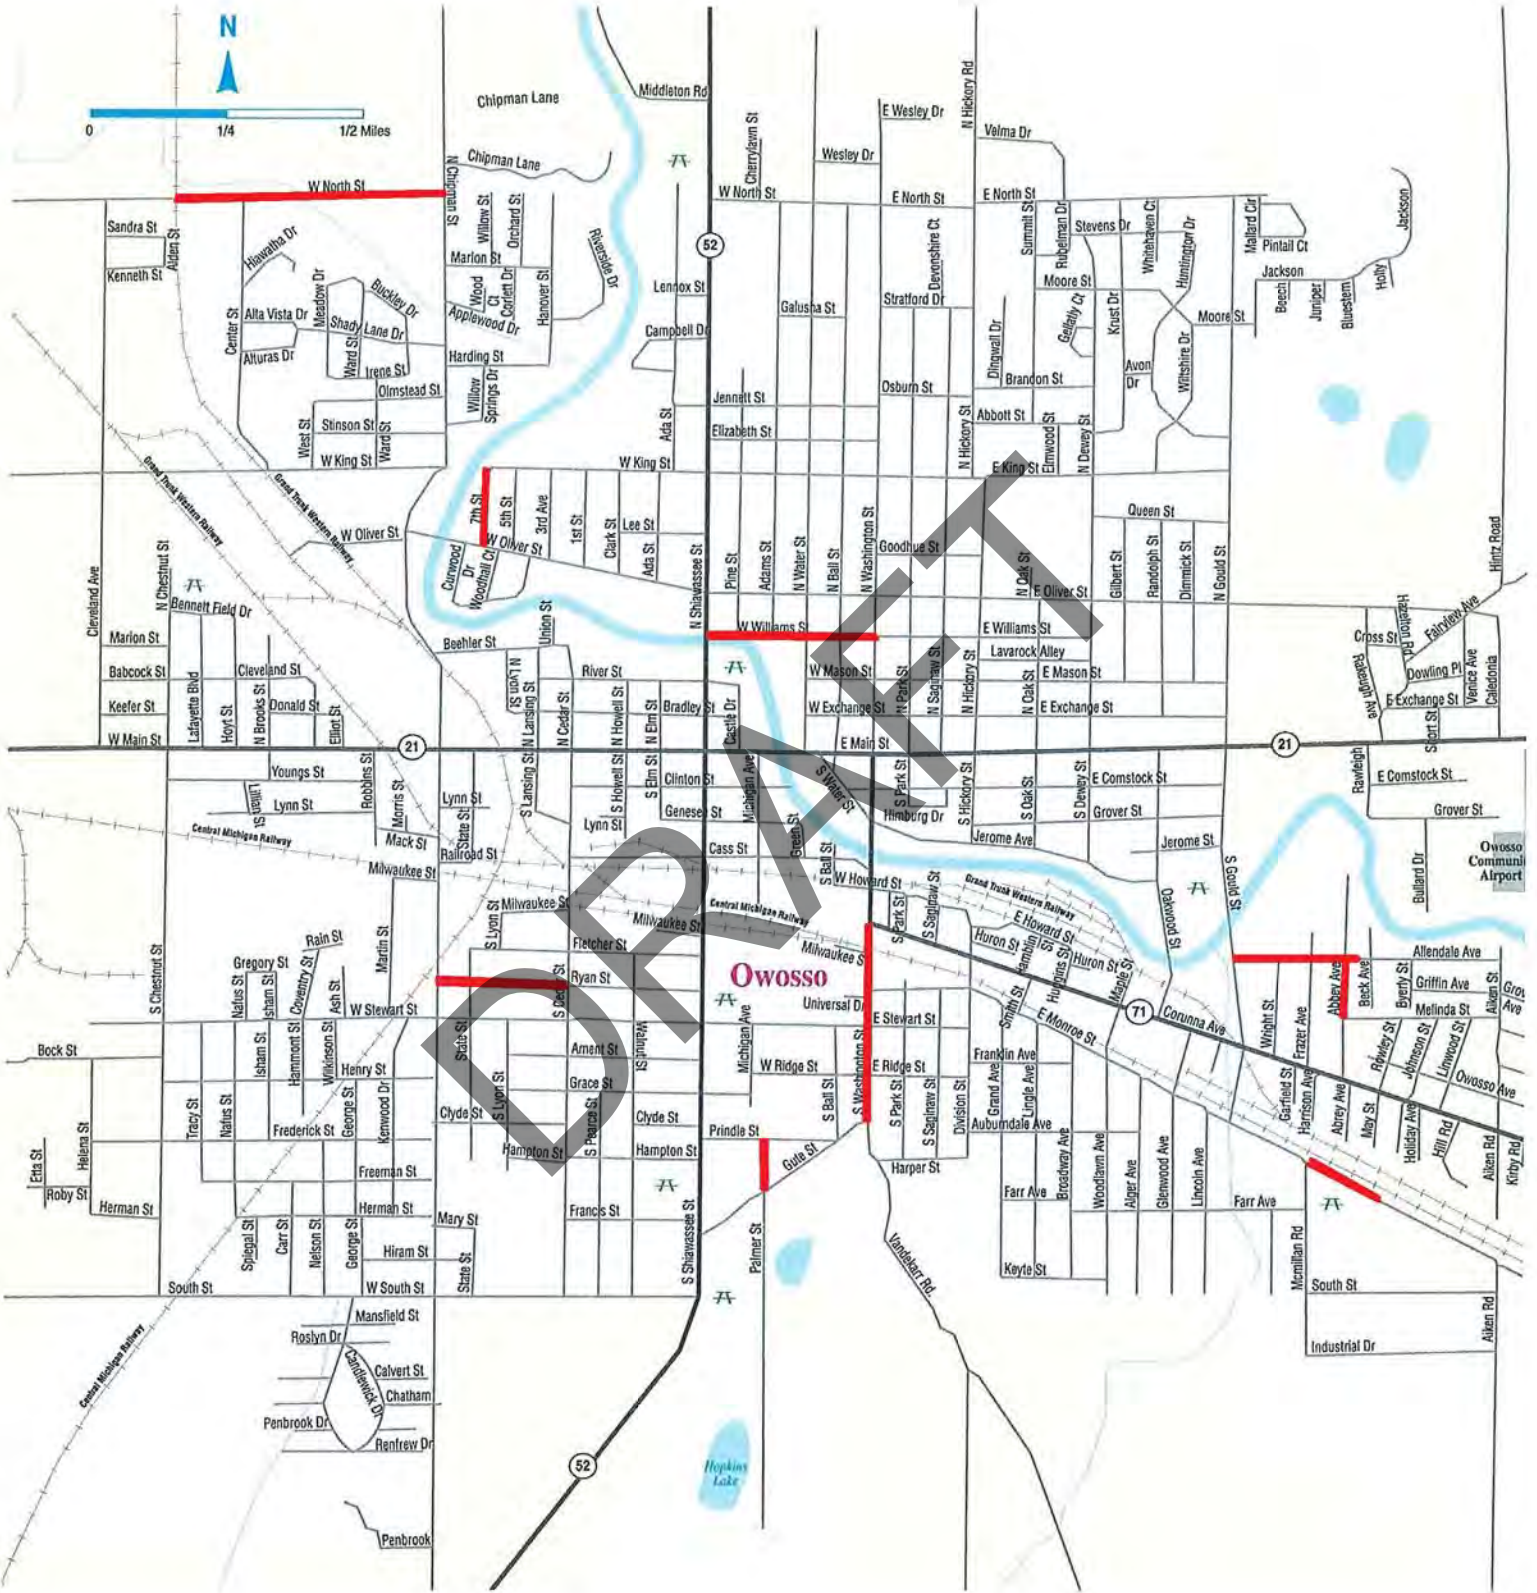 N
0
1/4
1/2 Miles
Chipman Lane
Middleton Rd
N Hickory Rd
E Wesley Dr
Velma Dr
Cherrylawn St
Wesley Dr
N Chipman St
Chipman Lane
W North St
W North St
E North St
E North St
Jackson
Sandra St
Alden St
Kenneth St
Hiawatha Dr
Willow St
Orchard St
Riverside Dr
52
Devonshire Ct
Summit St
Rubelman Dr
Stevens Dr
Whitehaven Ct
Huntington Dr
Mallard Cir
Pintail Ct
Marion St
Meadow Dr
Buckley Dr
Wood Ct
Corlett Dr
Hanover St
Applewood Dr
Lennox St
Galusha St
Stratford Dr
Moore St
Jackson
Beech
Juniper
Bluestem
Holly
Center St
Alta Vista Dr
Shady Lane Dr
Alturas Dr
Ward St
Irene St
Campbell Dr
Dingwall Dr
Gellatly Ct
Krust Dr
Moore St
Harding St
Willow Springs Dr
Avon Dr
Wiltshire Dr
Olmstead St
Osburn St
Brandon St
West St
Stinson St
Ward St
Ada St
Jennett St
Elizabeth St
N Hickory St
Abbott St
Elmwood St
N Dewey St
W King St
W King St
E King St
Grand Trunk Western Railway
Grand Trunk Western Railway
7th St
5th St
3rd Ave
1st St
Clark St
Lee St
Ada St
W Oliver St
W Oliver St
Curwood Dr
Woodhall Ct
N Shiawassee St
Pine St
Adams St
N Water St
N Ball St
N Washington St
Goodhue St
N Oak St
E Oliver St
Queen St
Gilbert St
Randolph St
Dimmick St
N Gould St
Hintz Road
Cleveland Ave
N Chestnut St
Bennett Field Dr
Marion St
Babcock St
Keefer St
W Main St
Lafayette Blvd
Hoyt St
Cleveland St
N Brooks St
Donald St
Elliot St
Beehler St
Union St
N Lyon St
N Lansing St
N Cedar St
River St
N Howell St
N Elm St
Bradley St
Castle Dr
W Williams St
E Williams St
W Mason St
Lavarock Alley
E Mason St
W Exchange St
E Exchange St
N Park St
N Saginaw St
N Hickory St
N Oak St
Cross St
Hazelton Rd
Fairview Ave
Rakeugh Ave
Dowling Pl
E Exchange St
Venice Ave
Caledonia
Short St
21
E Main St
21
Youngs St
Lillian St
Lynn St
Robbins St
Morris St
Mack St
Lynn St
State St
Railroad St
S Lansing St
S Howell St
S Elm St
Clinton St
Genesee St
Lynn St
Michigan Ave
Cass St
Green St
S Water St
S Ball St
S Park St
Himburg Dr
S Hickory St
S Oak St
S Dewey St
E Comstock St
Grover St
Jerome Ave
Jerome St
Rawleigh
E Comstock St
Grover St
Bullard Dr
Owosso
Airport
Central Michigan Railway
Milwaukee St
Milwaukee St
Milwaukee St
Central Michigan Railway
Milwaukee St
W Howard St
S Park St
S Saginaw St
Grand Trunk Western Railway
E Howard St
Huron St
Hamblin St
Huggins St
Huron St
Maple St
Oakwood St
S Gould St
S Chestnut St
Rain St
Gregory St
Natus St
Isham St
Coventry St
Ash St
Martin St
W Stewart St
S Lyon St
Fletcher St
Ryan St
Owosso
Universal Dr
E Stewart St
Smith St
E Monroe St
71
Corunna Ave
Allendale Ave
Abbey Ave
Beck Ave
Byerly St
Griffin Ave
Melinda St
Aiken St
Wright St
Frazer Ave
Rowley St
Johnson St
Linwood St
Owosso Ave
Bock St
Isham St
Hammont St
Wilkinson St
Henry St
State St
Ament St
Walnut St
Grace St
Michigan Ave
W Ridge St
E Ridge St
S Washington St
Franklin Ave
Grand Ave
Lingle Ave
Garfield St
Harrison Ave
Abrey Ave
May St
Holiday Ave
Hill Rd
Aiken Rd
Kirby Rd
Tracy St
Natus St
Frederick St
George St
Kenwood Dr
Clyde St
S Lyon St
S Pearce St
Clyde St
Prindle St
S Ball St
S Park St
S Saginaw St
Division St
Auburndale Ave
Helena St
Etta St
Roby St
Herman St
Freeman St
Hampton St
Hampton St
Gute St
Harper St
Broadway Ave
Woodlawn Ave
Alger Ave
Glenwood Ave
Lincoln Ave
Farr Ave
Farr Ave
Herman St
Mary St
Francis St
Spiegal St
Carr St
Nelson St
George St
Hiram St
State St
S Shiawassee St
Palmer St
Vandekarr Rd.
Keyte St
Mcmillan Rd
South St
South St
W South St
Mansfield St
Roslyn Dr
Candlewick Dr
Calvert St
Chatham
Penbrook Dr
Renfrew Dr
Central Michigan Railway
Industrial Dr
Aiken Rd
52
Hopkins
Lake
Penbrook
DRAFT